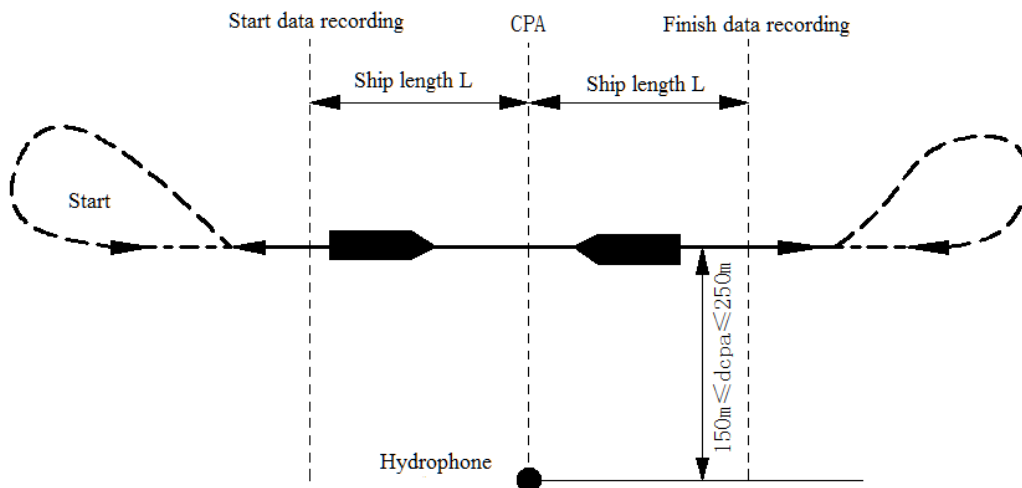 Start data recording
CPA
Finish data recording
Ship length L
Ship length L
Start
150m≤dcpa≤250m
Hydrophone